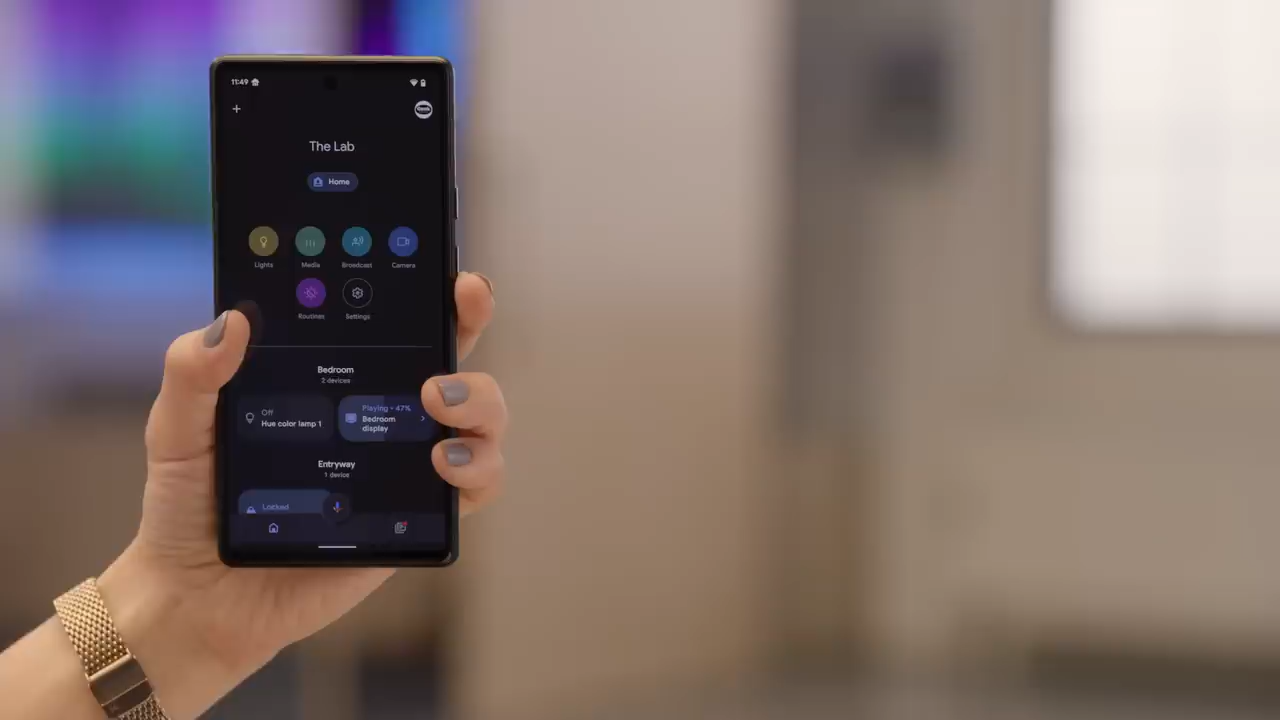 11:49
The Lab
Home
Lights
Media
Broadcast
Camera
Routines
Settings
Bedroom
2 devices
Off
Hue color lamp 1
Playing • 47%
Bedroom
display
Entryway
1 device
Locked